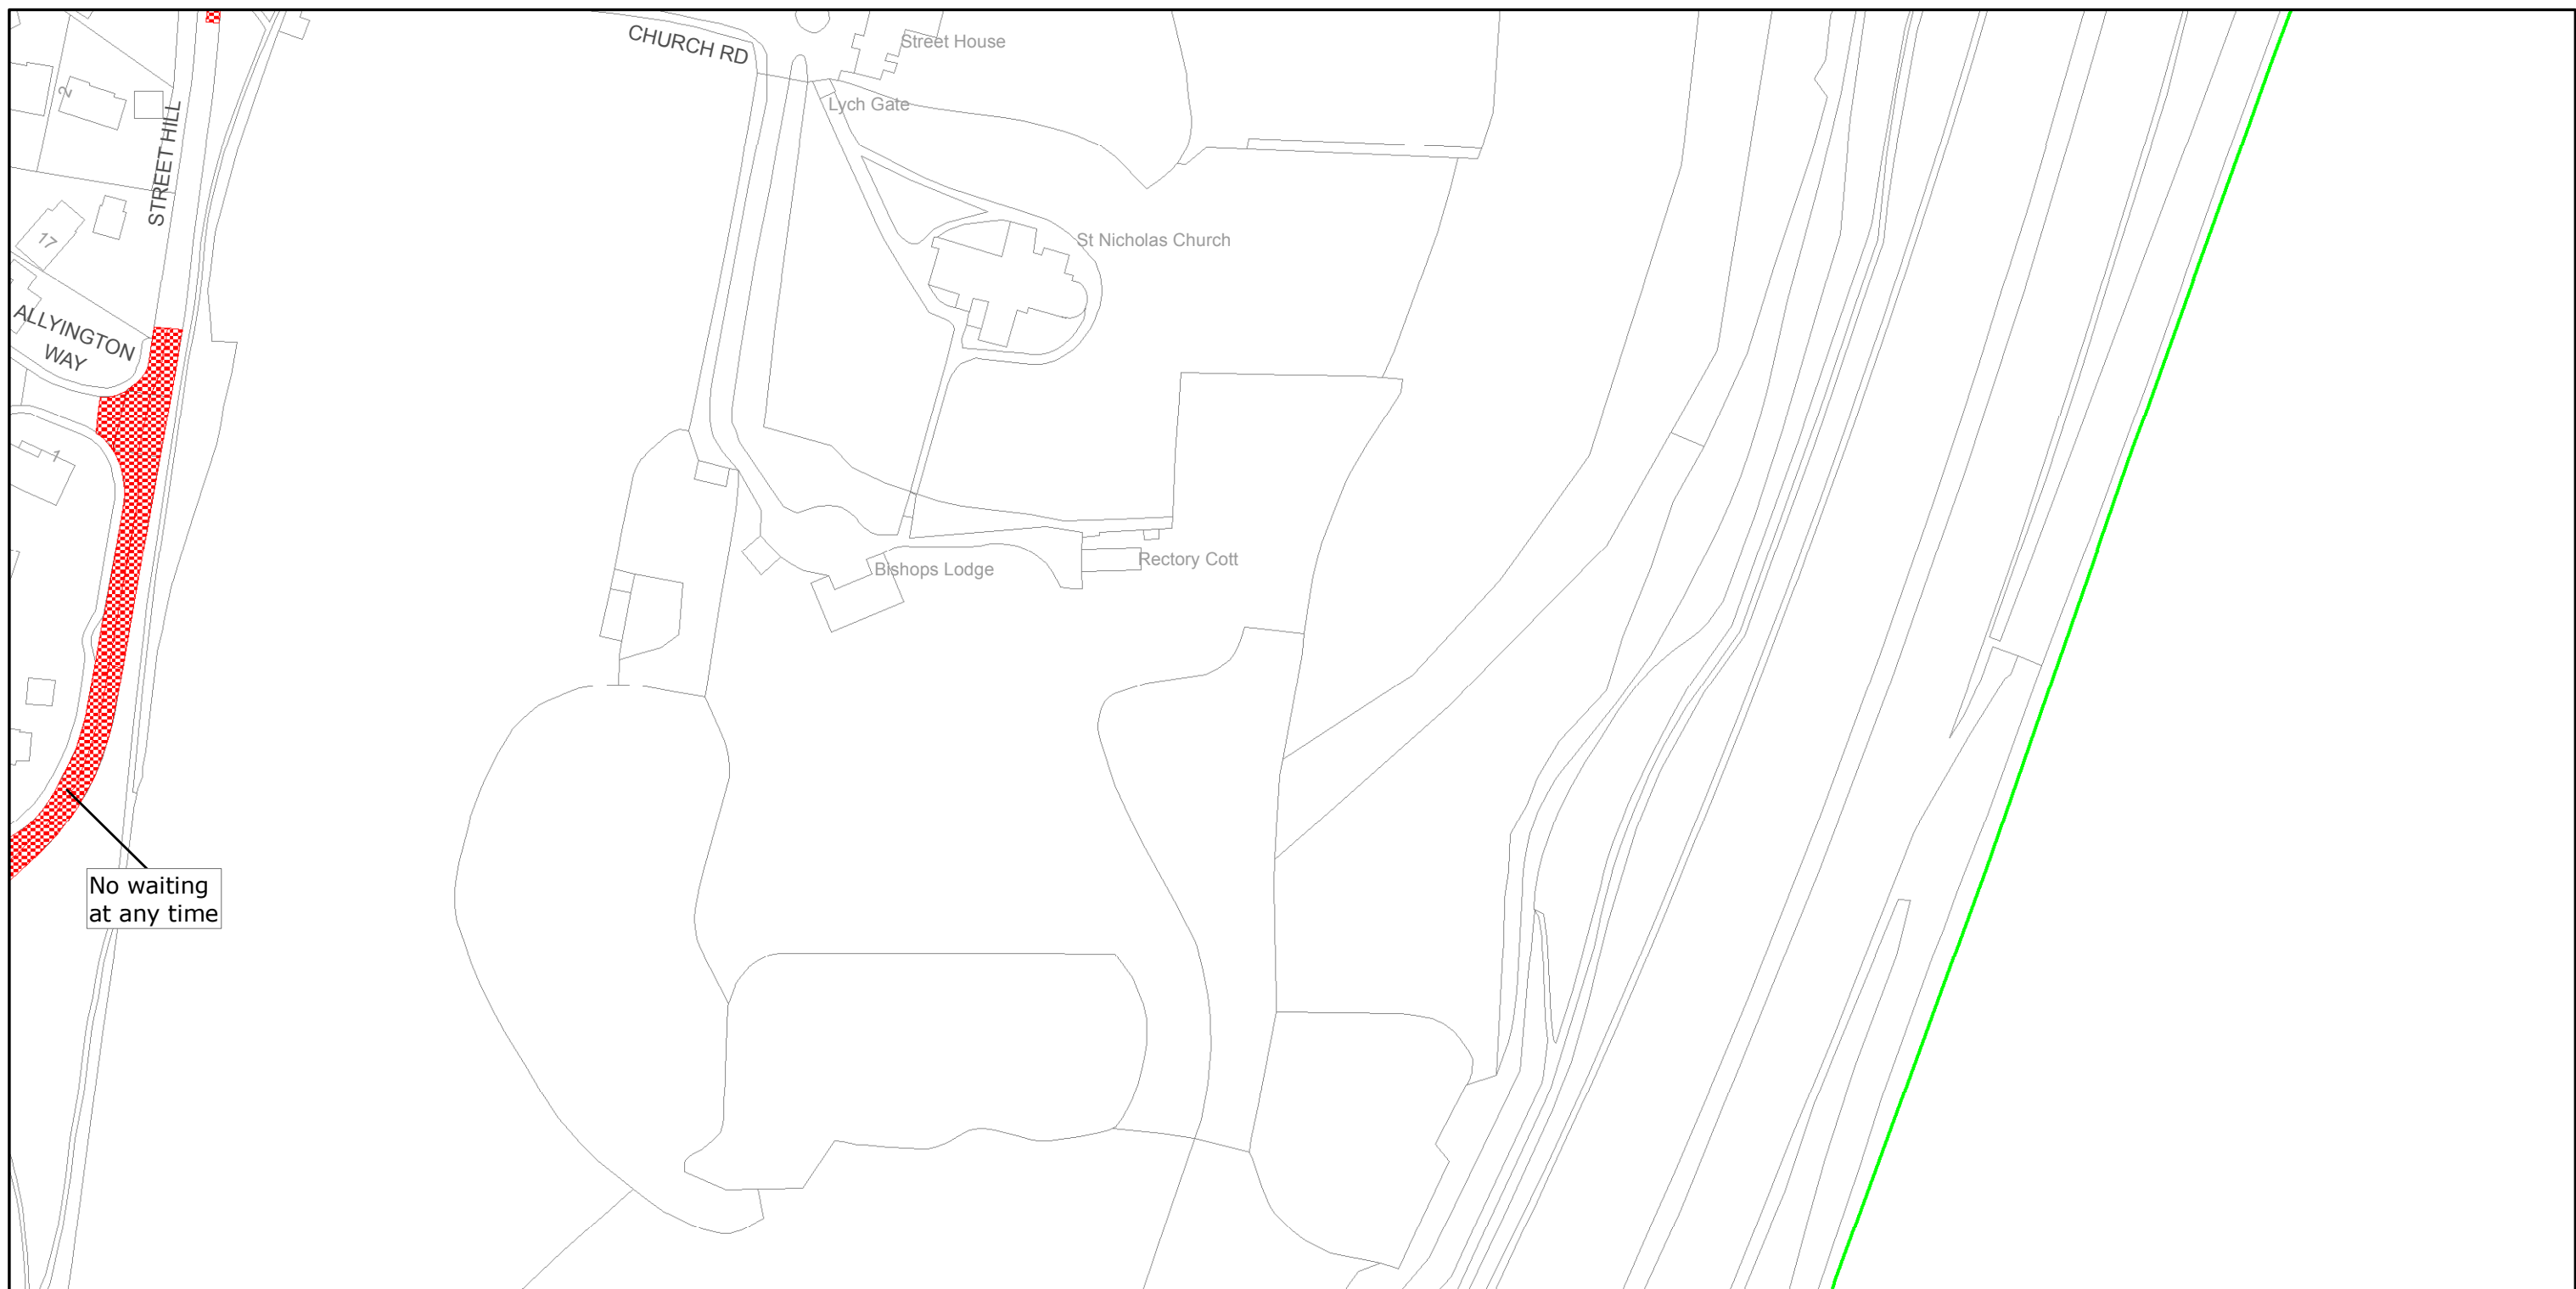 CHURCH RD
Street House
2
Lych Gate
STREET HILL
17
St Nicholas Church
ALLYINGTON
WAY
1
Rectory Cott
Bishops Lodge
No waiting
at any time